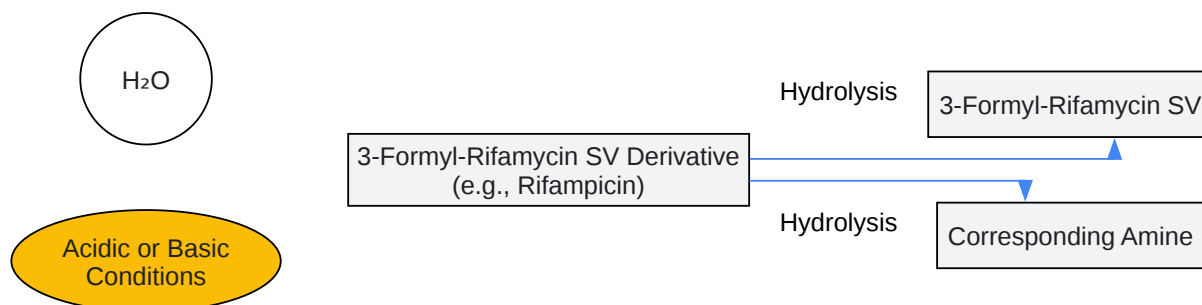 H₂O
Acidic or Basic
Conditions
3-Formyl-Rifamycin SV Derivative
(e.g., Rifampicin)
Hydrolysis
Hydrolysis
3-Formyl-Rifamycin SV
Corresponding Amine